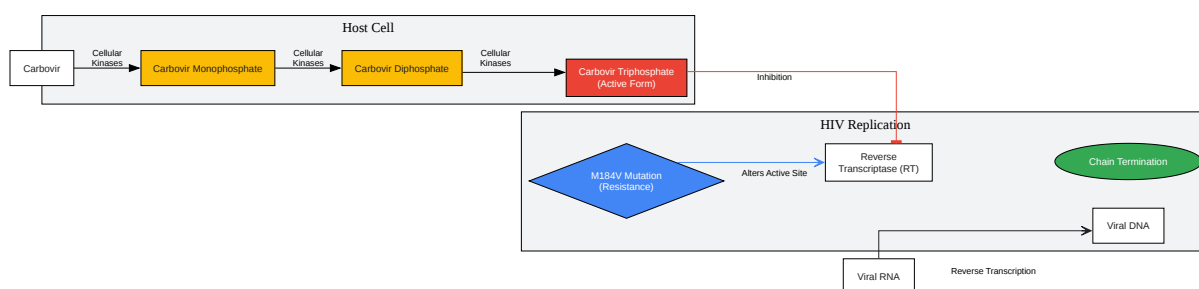 Host Cell
Carbovir
Cellular
Kinases
Carbovir Monophosphate
Cellular
Kinases
Carbovir Diphosphate
Cellular
Kinases
Carbovir Triphosphate
(Active Form)
Inhibition
HIV Replication
M184V Mutation
(Resistance)
Alters Active Site
Reverse
Transcriptase (RT)
Chain Termination
Viral DNA
Viral RNA
Reverse Transcription